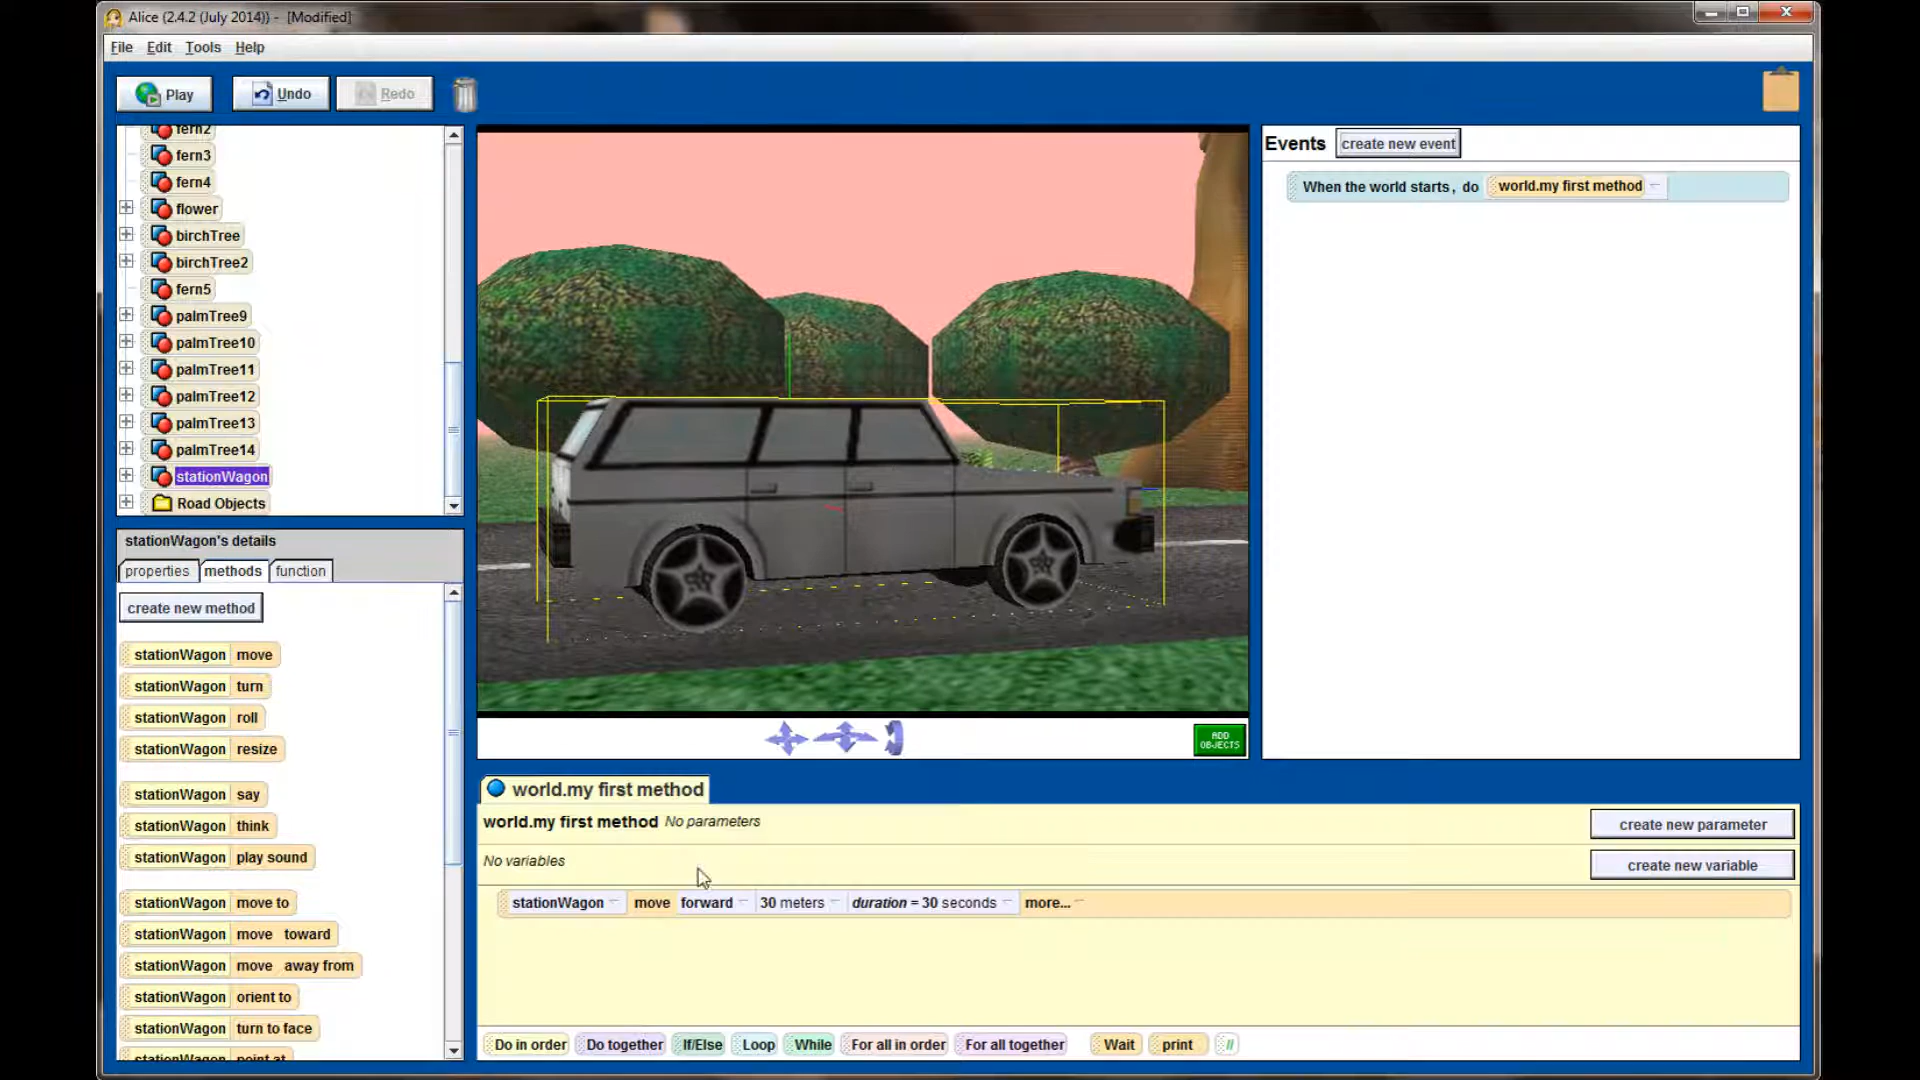 Alice (2.4.2 (July 2014)) - [Modified]
File Edit Tools Help
Play Undo Redo
fern2
fern3
fern4
flower
birchTree
birchTree2
fern5
palmTree9
palmTree10
palmTree11
palmTree12
palmTree13
palmTree14
stationWagon
Road Objects
stationWagon's details
properties methods function
create new method
stationWagon move
stationWagon turn
stationWagon roll
stationWagon resize
stationWagon say
stationWagon think
stationWagon play sound
stationWagon move to
stationWagon move toward
stationWagon move away from
stationWagon orient to
stationWagon turn to face
stationWagon point at
ADD
OBJECTS
Events create new event
When the world starts, do world.my first method
world.my first method
world.my first method No parameters
create new parameter
No variables
create new variable
stationWagon move forward 30 meters duration = 30 seconds more...
Do in order Do together If/Else Loop While For all in order For all together Wait print //